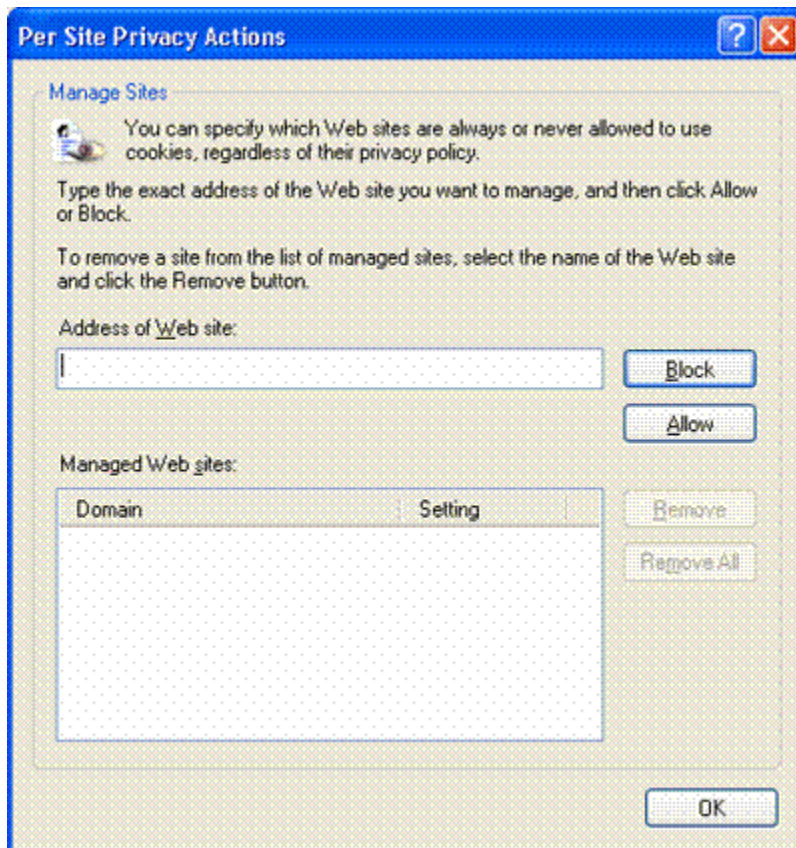 Per Site Privacy Actions
Manage Sites
You can specify which Web sites are always or never allowed to use
cookies, regardless of their privacy policy.
Type the exact address of the Web site you want to manage, and then click Allow
or Block.
To remove a site from the list of managed sites, select the name of the Web site
and click the Remove button.
Address of Web site:
Block
Allow
Managed Web sites:
Domain Setting
Remove
Remove All
OK